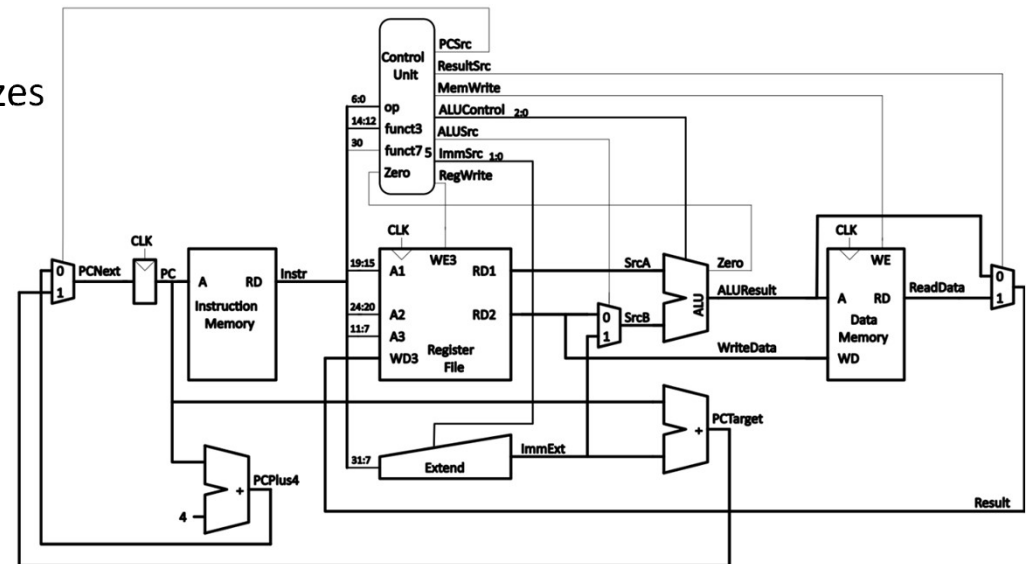 zes
Control
Unit
PCSrc
ResultSrc
MemWrite
ALUControl 2:0
ALUSrc
ImmSrc 1:0
RegWrite
6:0 op
14:12 funct3
30 funct7 5
Zero
CLK
CLK
CLK
0
1
PCNext
PC
A RD
Instruction
Memory
Instr
19:15 A1
WE3
RD1
24:20 A2
RD2
11:7 A3
WD3
Register
File
SrcA
0
1
SrcB
ALU
Zero
ALUResult
WriteData
WE
A RD
Data
Memory
WD
ReadData
0
1
31:7
Extend
ImmExt
+
PCTarget
4
+
PCPlus4
Result